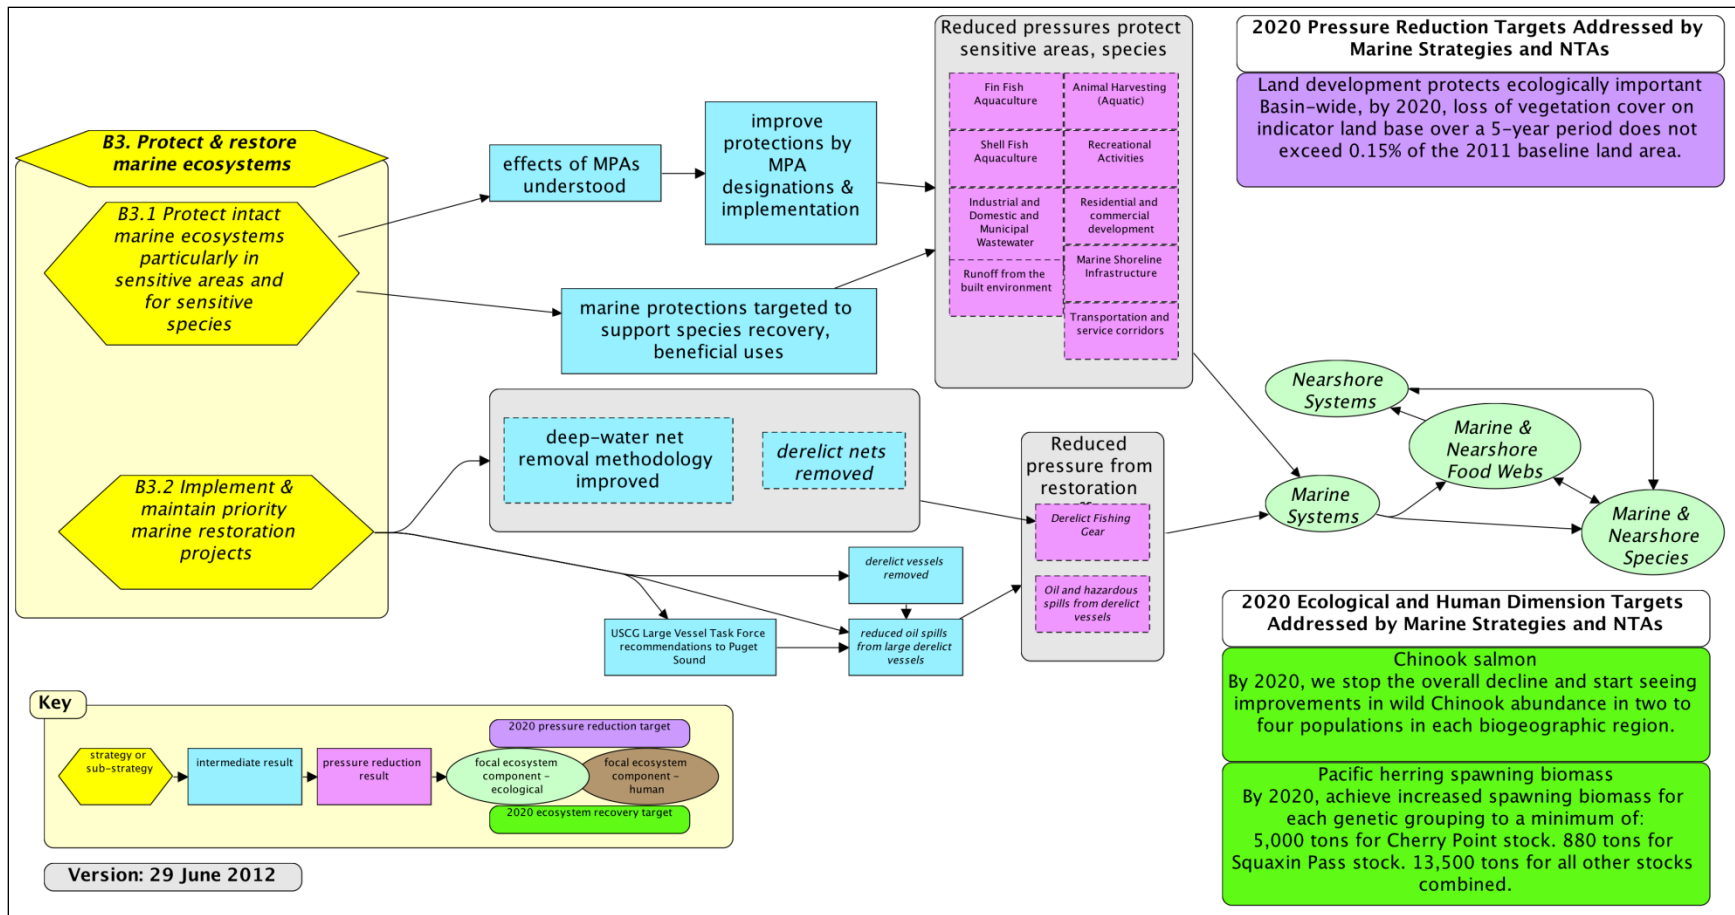 B3. Protect & restore
marine ecosystems
B3.1 Protect intact
marine ecosystems
particularly in
sensitive areas and
for sensitive
species
B3.2 Implement &
maintain priority
marine restoration
projects
effects of MPAs
understood
improve
protections by
MPA
designations &
implementation
marine protections targeted to
support species recovery,
beneficial uses
deep-water net
removal methodology
improved
derelict nets
removed
derelict vessels
removed
USCG Large Vessel Task Force
recommendations to Puget
Sound
reduced oil spills
from large derelict
vessels
Reduced pressures protect
sensitive areas, species
Fin Fish
Aquaculture
Animal Harvesting
(Aquatic)
Shell Fish
Aquaculture
Recreational
Activities
Industrial and
Domestic and
Municipal
Wastewater
Residential and
commercial
development
Runoff from the
built environment
Marine Shoreline
Infrastructure
Transportation and
service corridors
Reduced
pressure from
restoration
Derelict Fishing
Gear
Oil and hazardous
spills from derelict
vessels
Nearshore
Systems
Marine &
Nearshore
Food Webs
Marine
Systems
Marine &
Nearshore
Species
2020 Pressure Reduction Targets Addressed by
Marine Strategies and NTAs
Land development protects ecologically important
Basin-wide, by 2020, loss of vegetation cover on
indicator land base over a 5-year period does not
exceed 0.15% of the 2011 baseline land area.
2020 Ecological and Human Dimension Targets
Addressed by Marine Strategies and NTAs
Chinook salmon
By 2020, we stop the overall decline and start seeing
improvements in wild Chinook abundance in two to
four populations in each biogeographic region.
Pacific herring spawning biomass
By 2020, achieve increased spawning biomass for
each genetic grouping to a minimum of:
5,000 tons for Cherry Point stock. 880 tons for
Squaxin Pass stock. 13,500 tons for all other stocks
combined.
Key
strategy or
sub-strategy
intermediate result
pressure reduction
result
2020 pressure reduction target
focal ecosystem
component -
ecological
focal ecosystem
component -
human
2020 ecosystem recovery target
Version: 29 June 2012